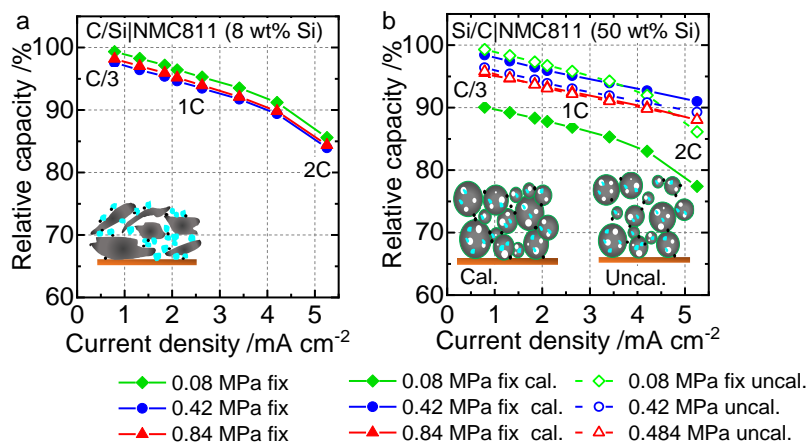 a
C/Si|NMC811 (8 wt% Si)
Relative capacity /%
100
95
90
85
80
70
60
C/3
1C
2C
0
1
2
3
4
5
Current density /mA cm-2
0.08 MPa fix
0.42 MPa fix
0.84 MPa fix
b
Si/C|NMC811 (50 wt% Si)
Relative capacity /%
100
90
80
70
60
C/3
1C
2C
Cal.
Uncal.
0
1
2
3
4
5
Current density /mA cm-2
0.08 MPa fix cal.
0.42 MPa fix cal.
0.84 MPa fix cal.
0.08 MPa fix uncal.
0.42 MPa uncal.
0.484 MPa uncal.